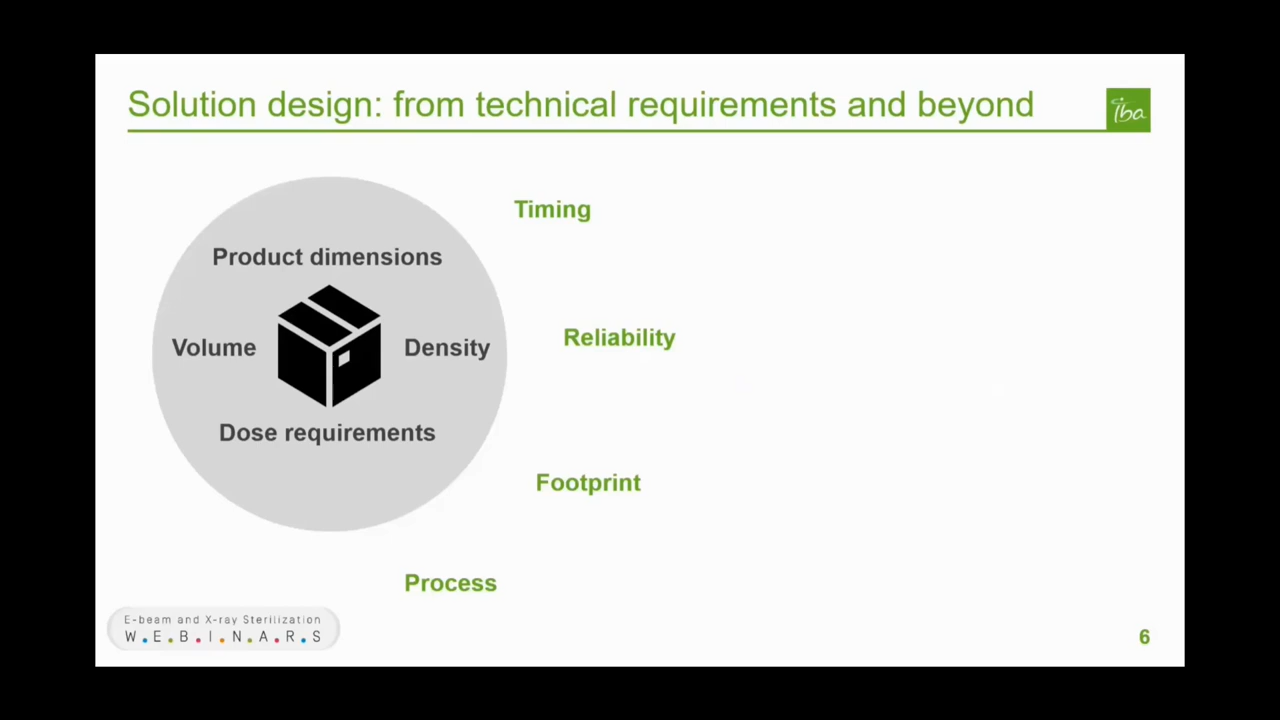 Solution design: from technical requirements and beyond
iba
Timing
Product dimensions
Volume
Density
Reliability
Dose requirements
Footprint
Process
E-beam and X-ray Sterilization
W.E.B.I.N.A.R.S
6